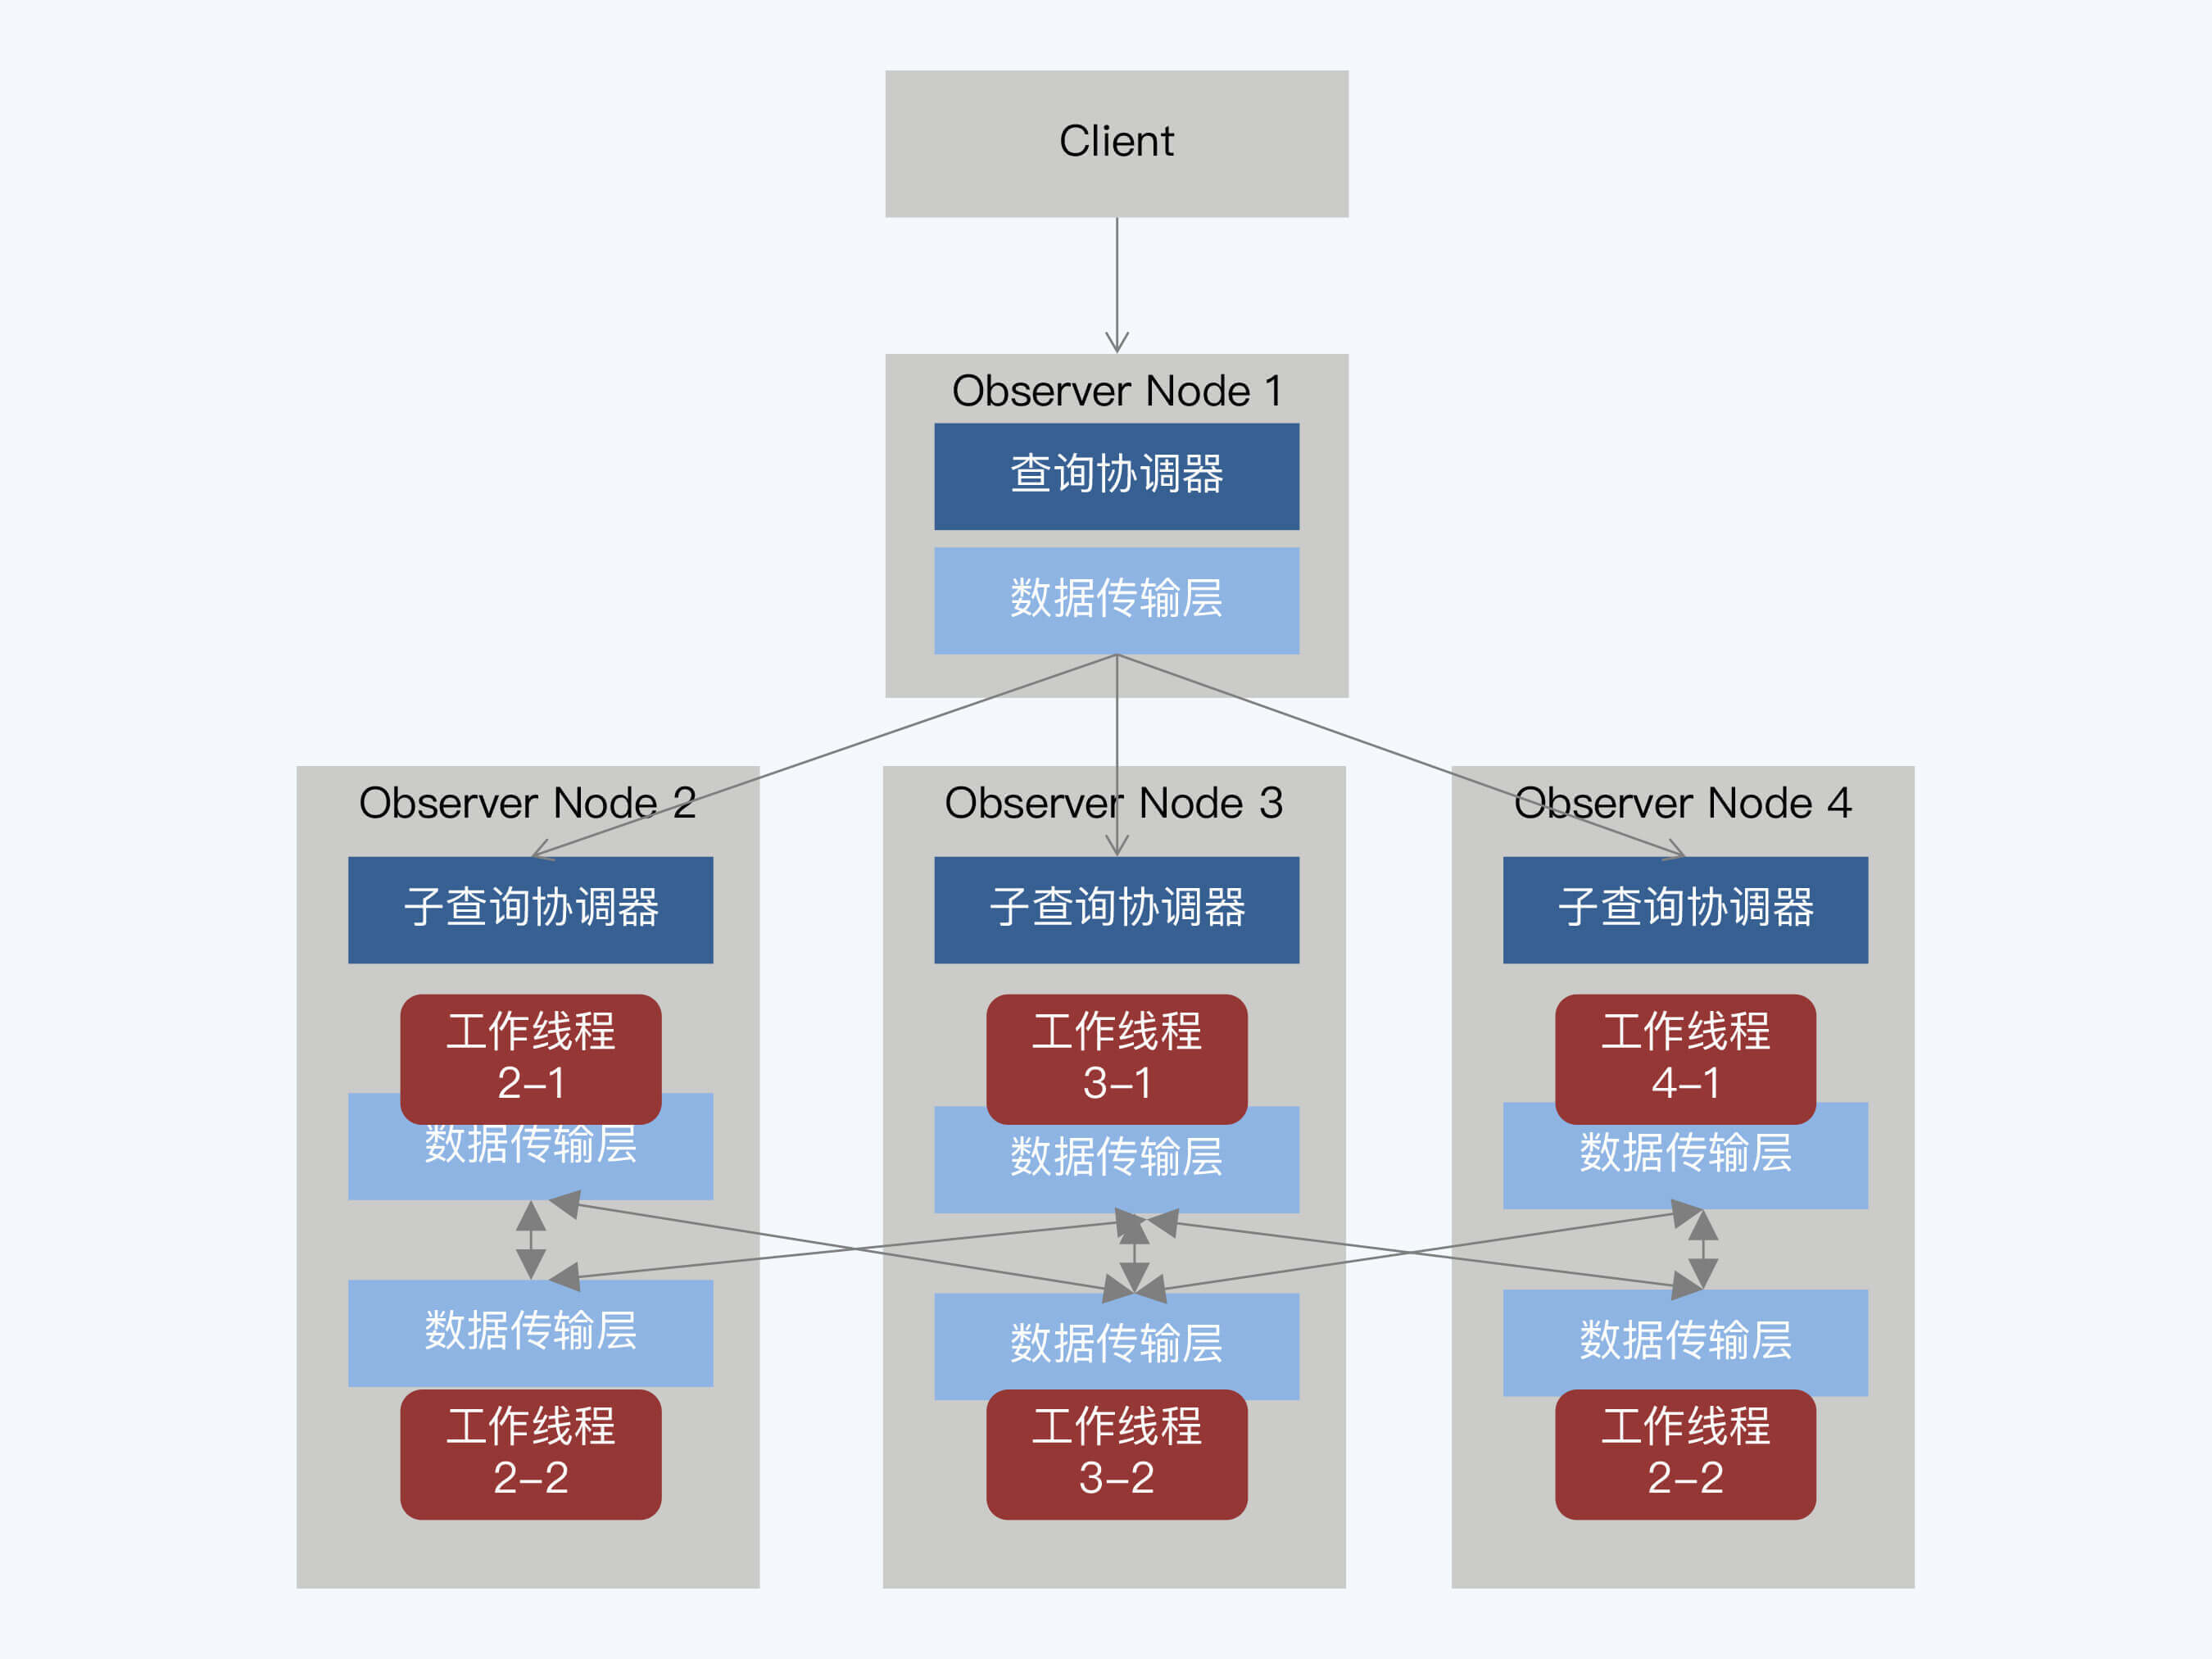 Client
Observer Node 1
查询协调器
数据传输层
Observer Node 2
子查询协调器
工作线程
2-1
数据传输层
数据传输层
工作线程
2-2
Observer Node 3
子查询协调器
工作线程
3-1
数据传输层
数据传输层
工作线程
3-2
Observer Node 4
子查询协调器
工作线程
4-1
数据传输层
数据传输层
工作线程
2-2